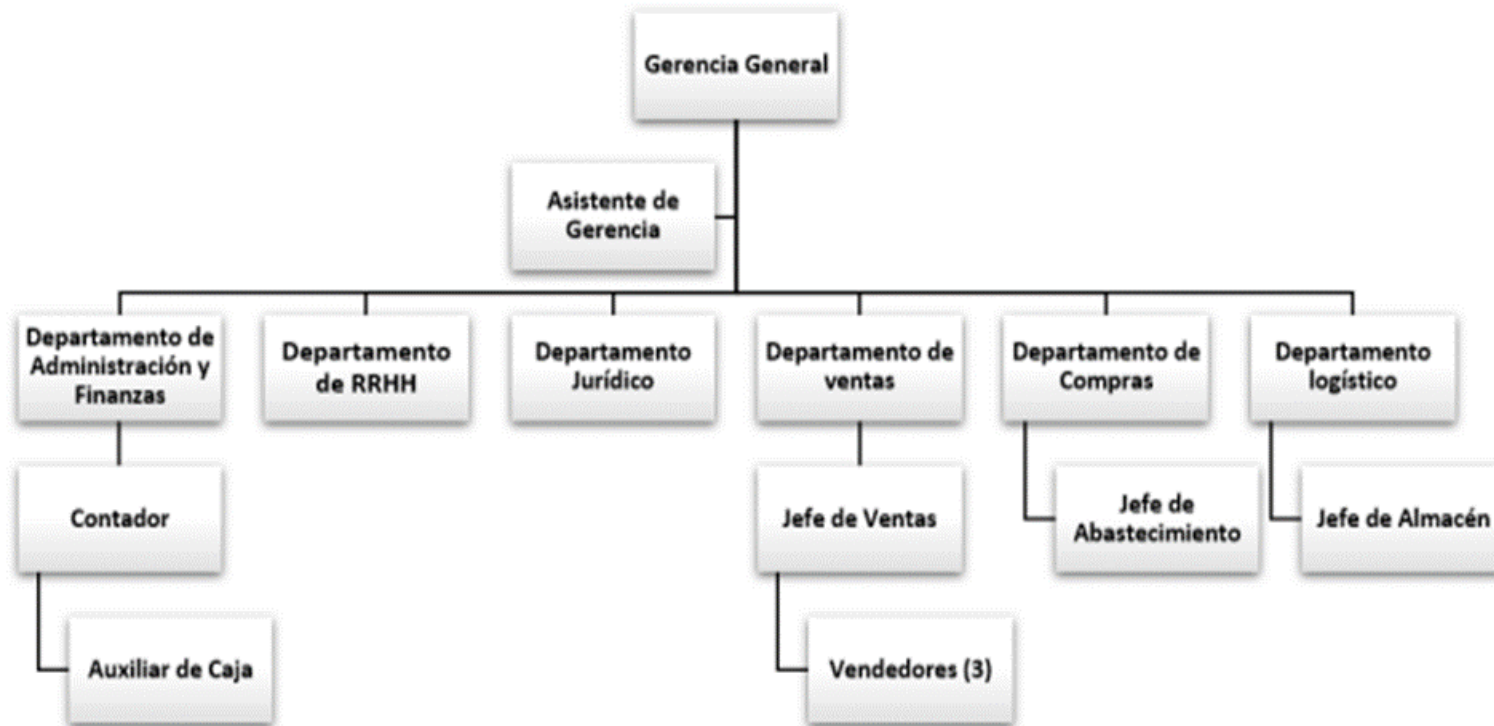 Gerencia General
Asistente de
Gerencia
Departamento de
Administración y
Finanzas
Departamento
de RRHH
Departamento
Jurídico
Departamento de
ventas
Departamento de
Compras
Departamento
logístico
Contador
Jefe de Ventas
Jefe de
Abastecimiento
Jefe de Almacén
Auxiliar de Caja
Vendedores (3)